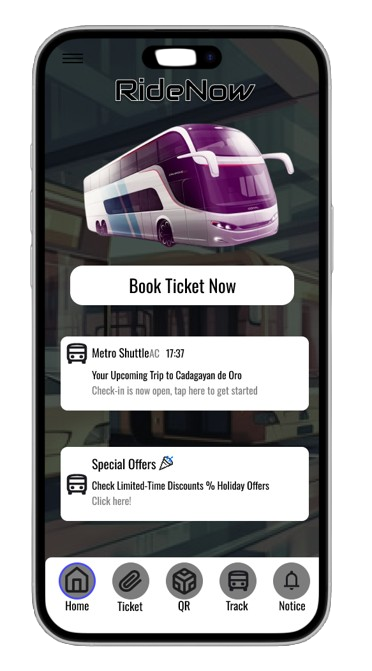 RideNow
Book Ticket Now
Metro ShuttleAC 17:37
Your Upcoming Trip to Cadagayan de Oro
Check-in is now open, tap here to get started
Special Offers 🎉
Check Limited-Time Discounts % Holiday Offers
Click here!
Home Ticket QR Track Notice